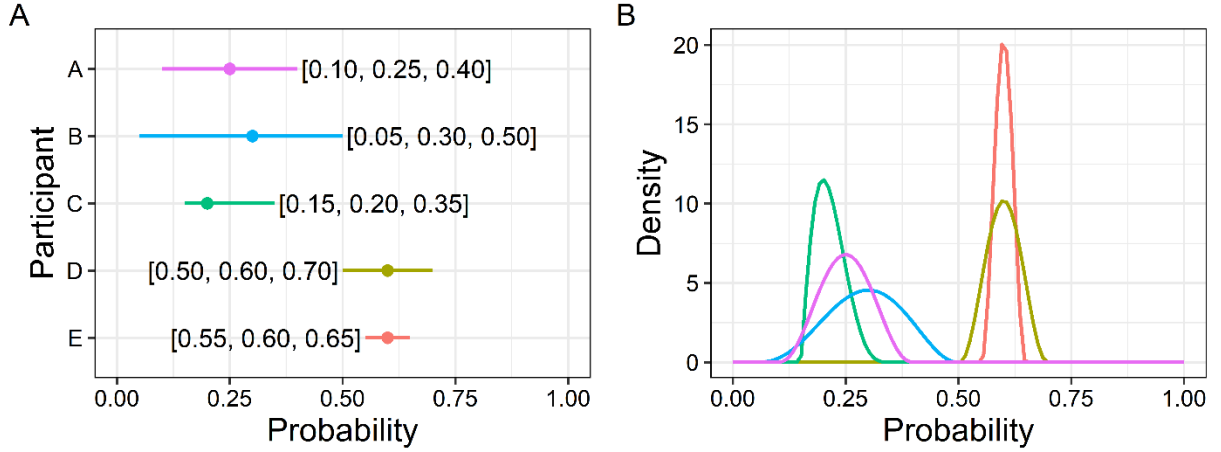 A
Participant
A
[0.10, 0.25, 0.40]
B
[0.05, 0.30, 0.50]
C
[0.15, 0.20, 0.35]
D
[0.50, 0.60, 0.70]
E
[0.55, 0.60, 0.65]
0.00 0.25 0.50 0.75 1.00
Probability
B
Density
20
15
10
5
0
0.00 0.25 0.50 0.75 1.00
Probability